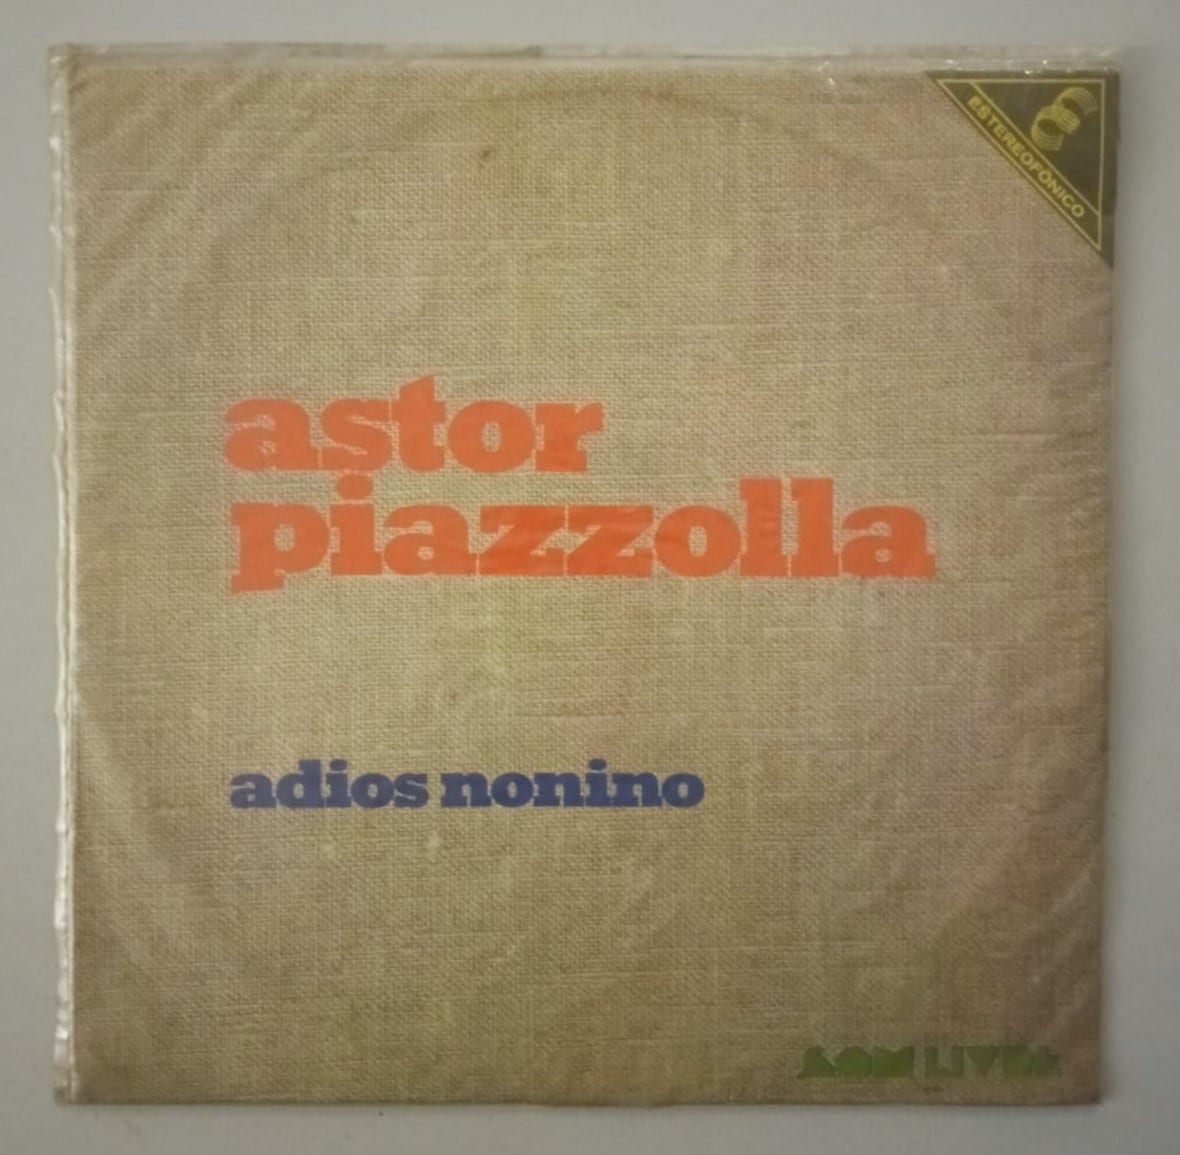 ESTEREOFÔNICO
astor
piazzolla
adios nonino
SOM LIVRE